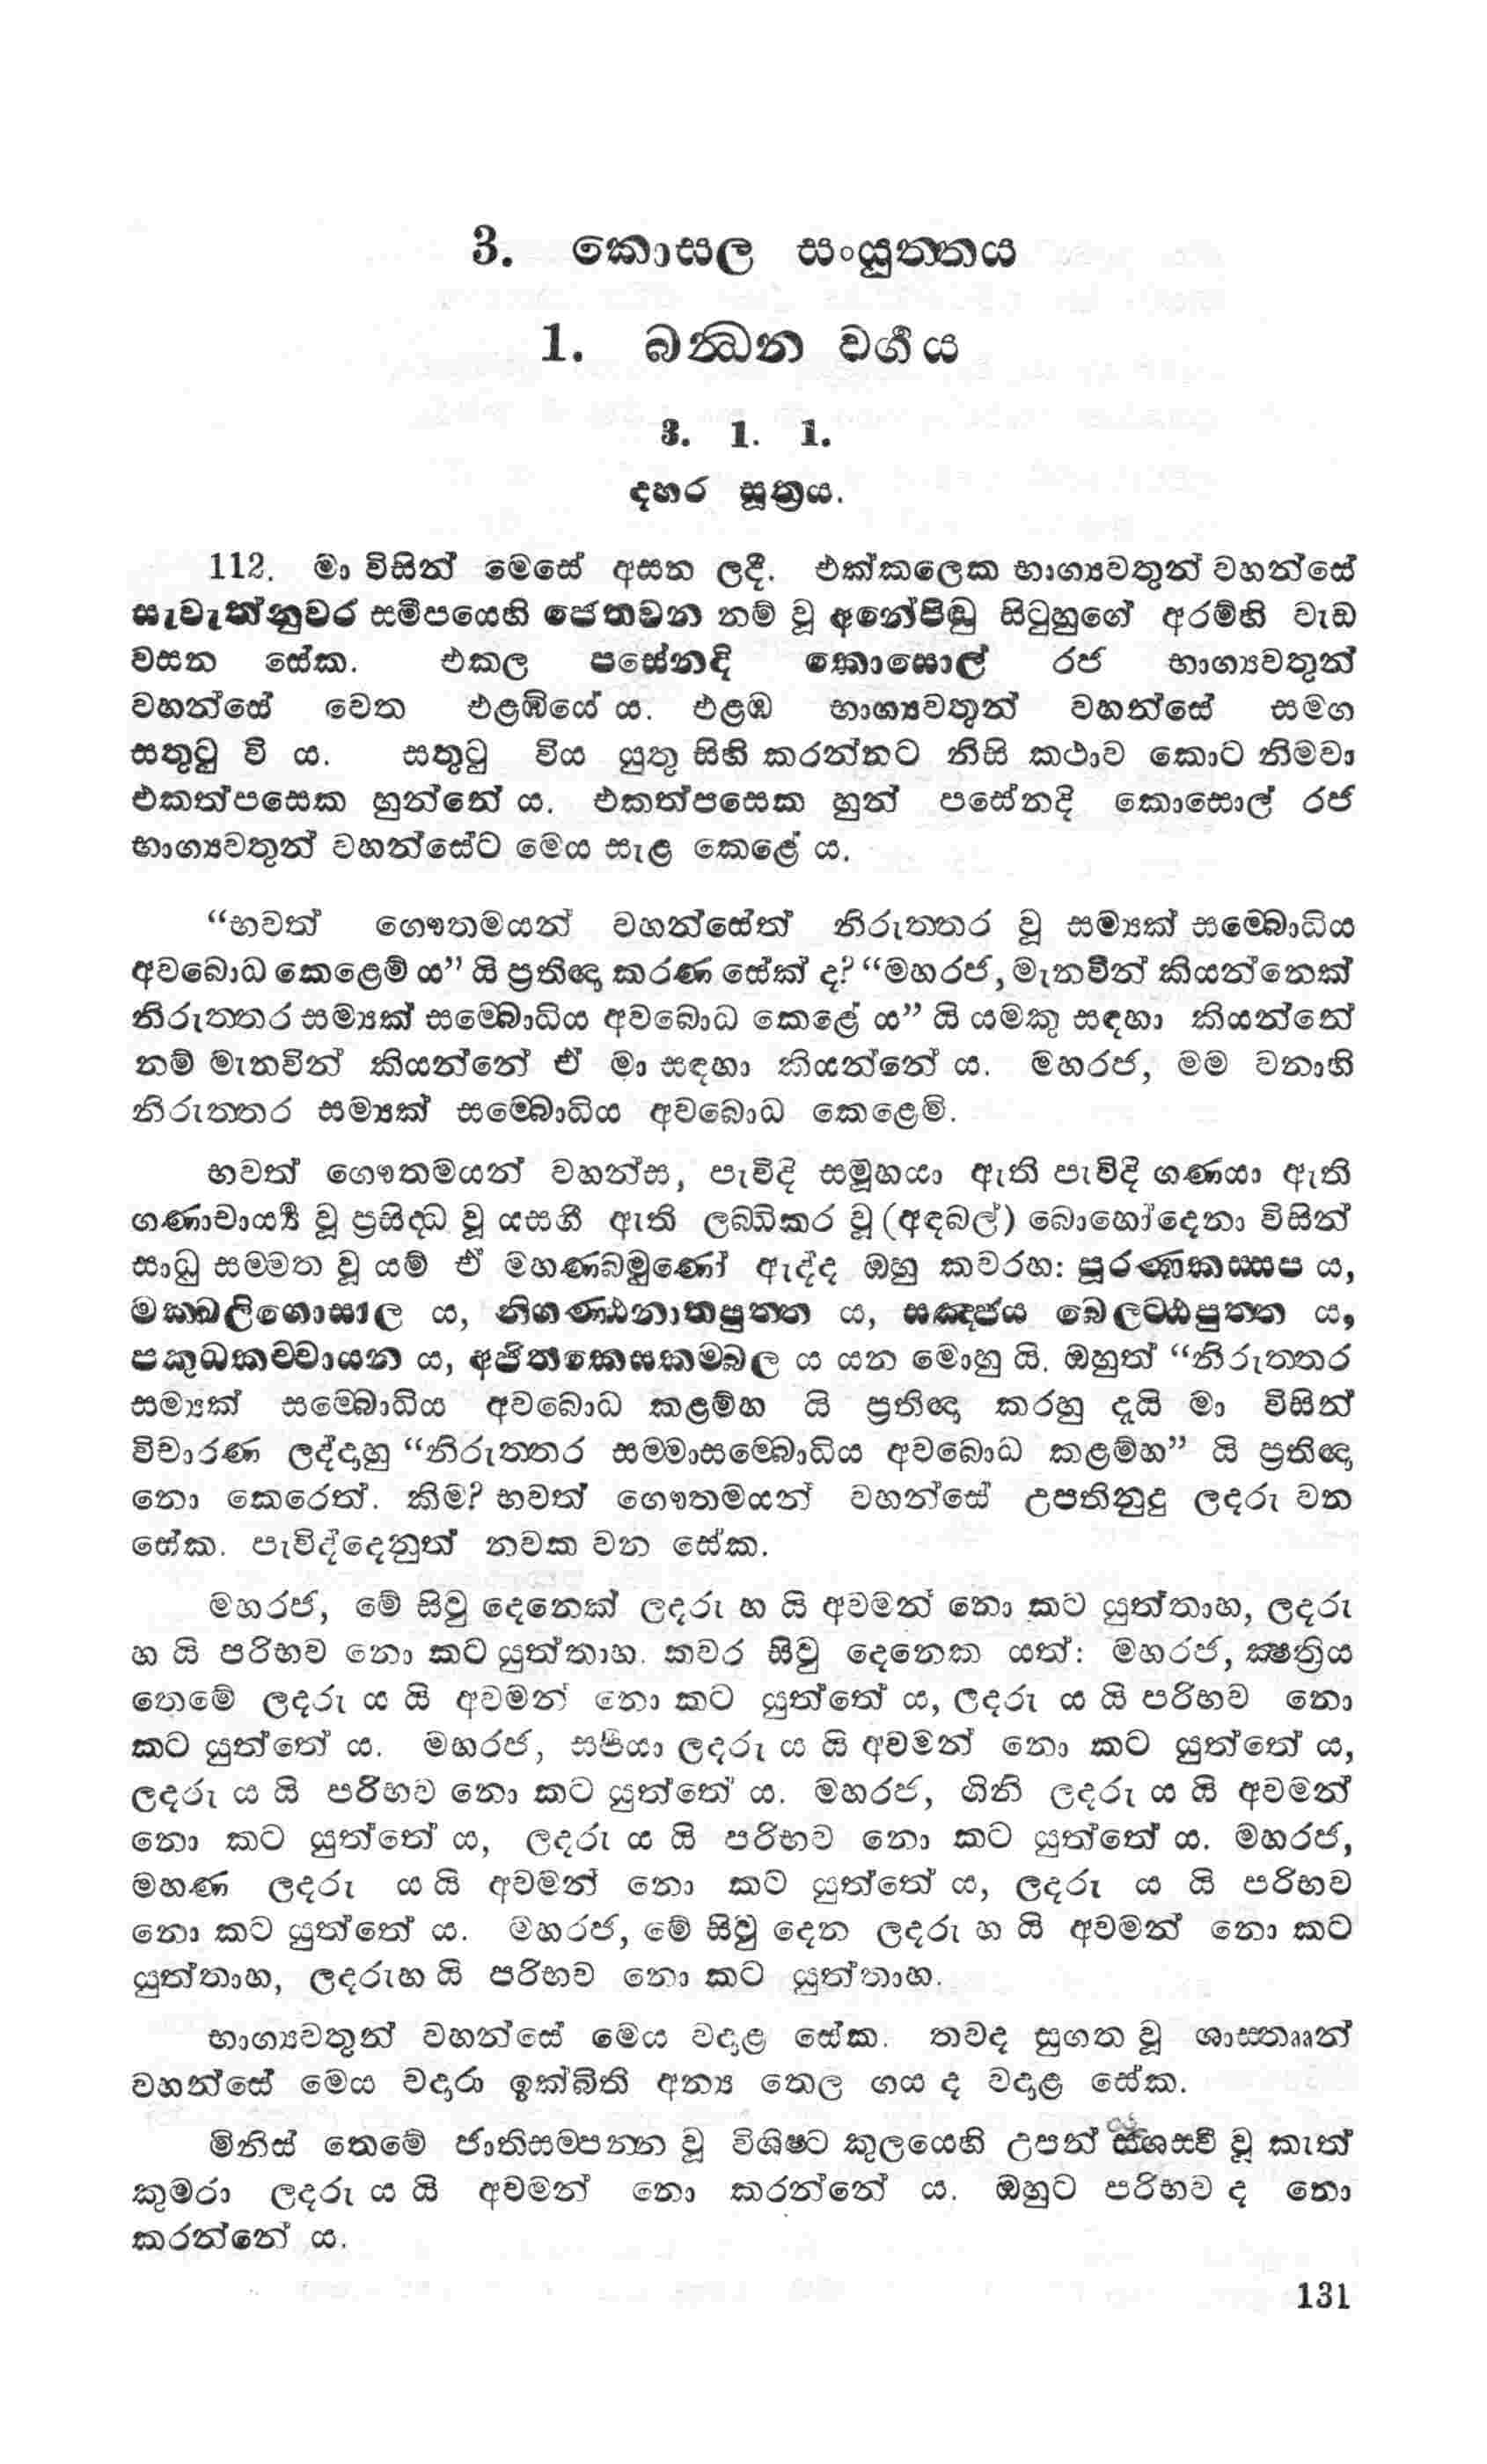 3. කොසල සංයුත්තය
1. බන්ධන වර්ගය
3. 1. 1.
දහර සූත්‍රය.
112. මා විසින් මෙසේ අසන ලදී. එක්කලෙක භාග්‍යවතුන් වහන්සේ
සැවැත්නුවර සමීපයෙහි ජෙතවන නම් වූ අනේපිඬු සිටුහුගේ අරම්හි වැඩ
වසන සේක. එකල පසේනදි කොසොල් රජ භාග්‍යවතුන්
වහන්සේ වෙත එළඹියේ ය. එළඹ භාග්‍යවතුන් වහන්සේ සමග
සතුටු වි ය. සතුටු විය යුතු සිහි කරන්නට නිසි කථාව කොට නිමවා
එකත්පසෙක හුන්නේ ය. එකත්පසෙක හුන් පසේනදි කොසොල් රජ
භාග්‍යවතුන් වහන්සේට මෙය සැළ කෙළේ ය.
“භවත් ගෞතමයන් වහන්සේත් නිරුත්තර වූ සම්‍යක් සම්බොධිය
අවබොධ කෙළෙමි ය” යි ප්‍රතිඥා කරණ සේක් ද? “මහරජ, මැනවින් කියන්නෙක්
නිරුත්තර සම්‍යක් සම්බොධිය අවබොධ කෙළේ ය” යි යමකු සඳහා කියන්නේ
නම් මැනවින් කියන්නේ ඒ මා සඳහා කියන්නේ ය. මහරජ, මම වනාහි
නිරුත්තර සම්‍යක් සම්බොධිය අවබොධ කෙළෙමි.
භවත් ගෞතමයන් වහන්ස, පැවිදි සමූහයා ඇති පැවිදි ගණයා ඇති
ගණාචාර්‍ය්‍ය වූ ප්‍රසිද්ධ වූ යසසී ඇති ලබ්ධිකර වූ (අඳබල්) බොහෝදෙනා විසින්
සාධු සම්මත වූ යම් ඒ මහණබමුණෝ ඇද්ද ඔහු කවරහ: පූරණකස්සප ය,
මක්ඛලිගොසාල ය, නිගණ්ඨනාතපුත්ත ය, සඤ්ජය බෙලට්ඨපුත්ත ය,
පකුධකච්චායන ය, අජිතකෙසකම්බල ය යන මොහු යි. ඔහුත් “නිරුත්තර
සම්‍යක් සම්බොධිය අවබොධ කළම්හ යි ප්‍රතිඥා කරහු දැයි මා විසින්
විචාරණ ලද්දාහු “නිරුත්තර සම්මාසම්බොධිය අවබොධ කළම්හ” යි ප්‍රතිඥා
නො කෙරෙත්. කිම? භවත් ගෞතමයන් වහන්සේ උපතිනුදු ලදරු වන
සේක. පැවිද්දෙනුත් නවක වන සේක.
මහරජ, මේ සිවු දෙනෙක් ලදරු හ යි අවමන් නො කට යුත්තාහ, ලදරු
හ යි පරිභව නො කට යුත්තාහ. කවර සිවු දෙනෙක යත්: මහරජ, ක්‍ෂත්‍රිය
තෙමේ ලදරු ය යි අවමන් නො කට යුත්තේ ය, ලදරු ය යි පරිභව නො
කට යුත්තේ ය. මහරජ, සර්පයා ලදරු ය යි අවමන් නො කට යුත්තේ ය,
ලදරු ය යි පරිභව නො කට යුත්තේ ය. මහරජ, ගිනි ලදරු ය යි අවමන්
නො කට යුත්තේ ය, ලදරු ය යි පරිභව නො කට යුත්තේ ය. මහරජ,
මහණ ලදරු ය යි අවමන් නො කට යුත්තේ ය, ලදරු ය යි පරිභව
නො කට යුත්තේ ය. මහරජ, මේ සිවු දෙන ලදරු හ යි අවමන් නො කට
යුත්තාහ, ලදරුහ යි පරිභව නො කට යුත්තාහ.
භාග්‍යවතුන් වහන්සේ මෙය වදාළ සේක. තවද සුගත වූ ශාස්තෲන්
වහන්සේ මෙය වදාරා ඉක්බිති අන්‍ය තෙල ගය ද වදාළ සේක.
මිනිස් තෙමේ ජාතිසම්පන්න වූ විශිෂ්ට කුලයෙහි උපන් වූ කැත්
කුමරා ලදරු ය යි අවමන් නො කරන්නේ ය. ඔහුට පරිභව ද නො
කරන්නේ ය.
131